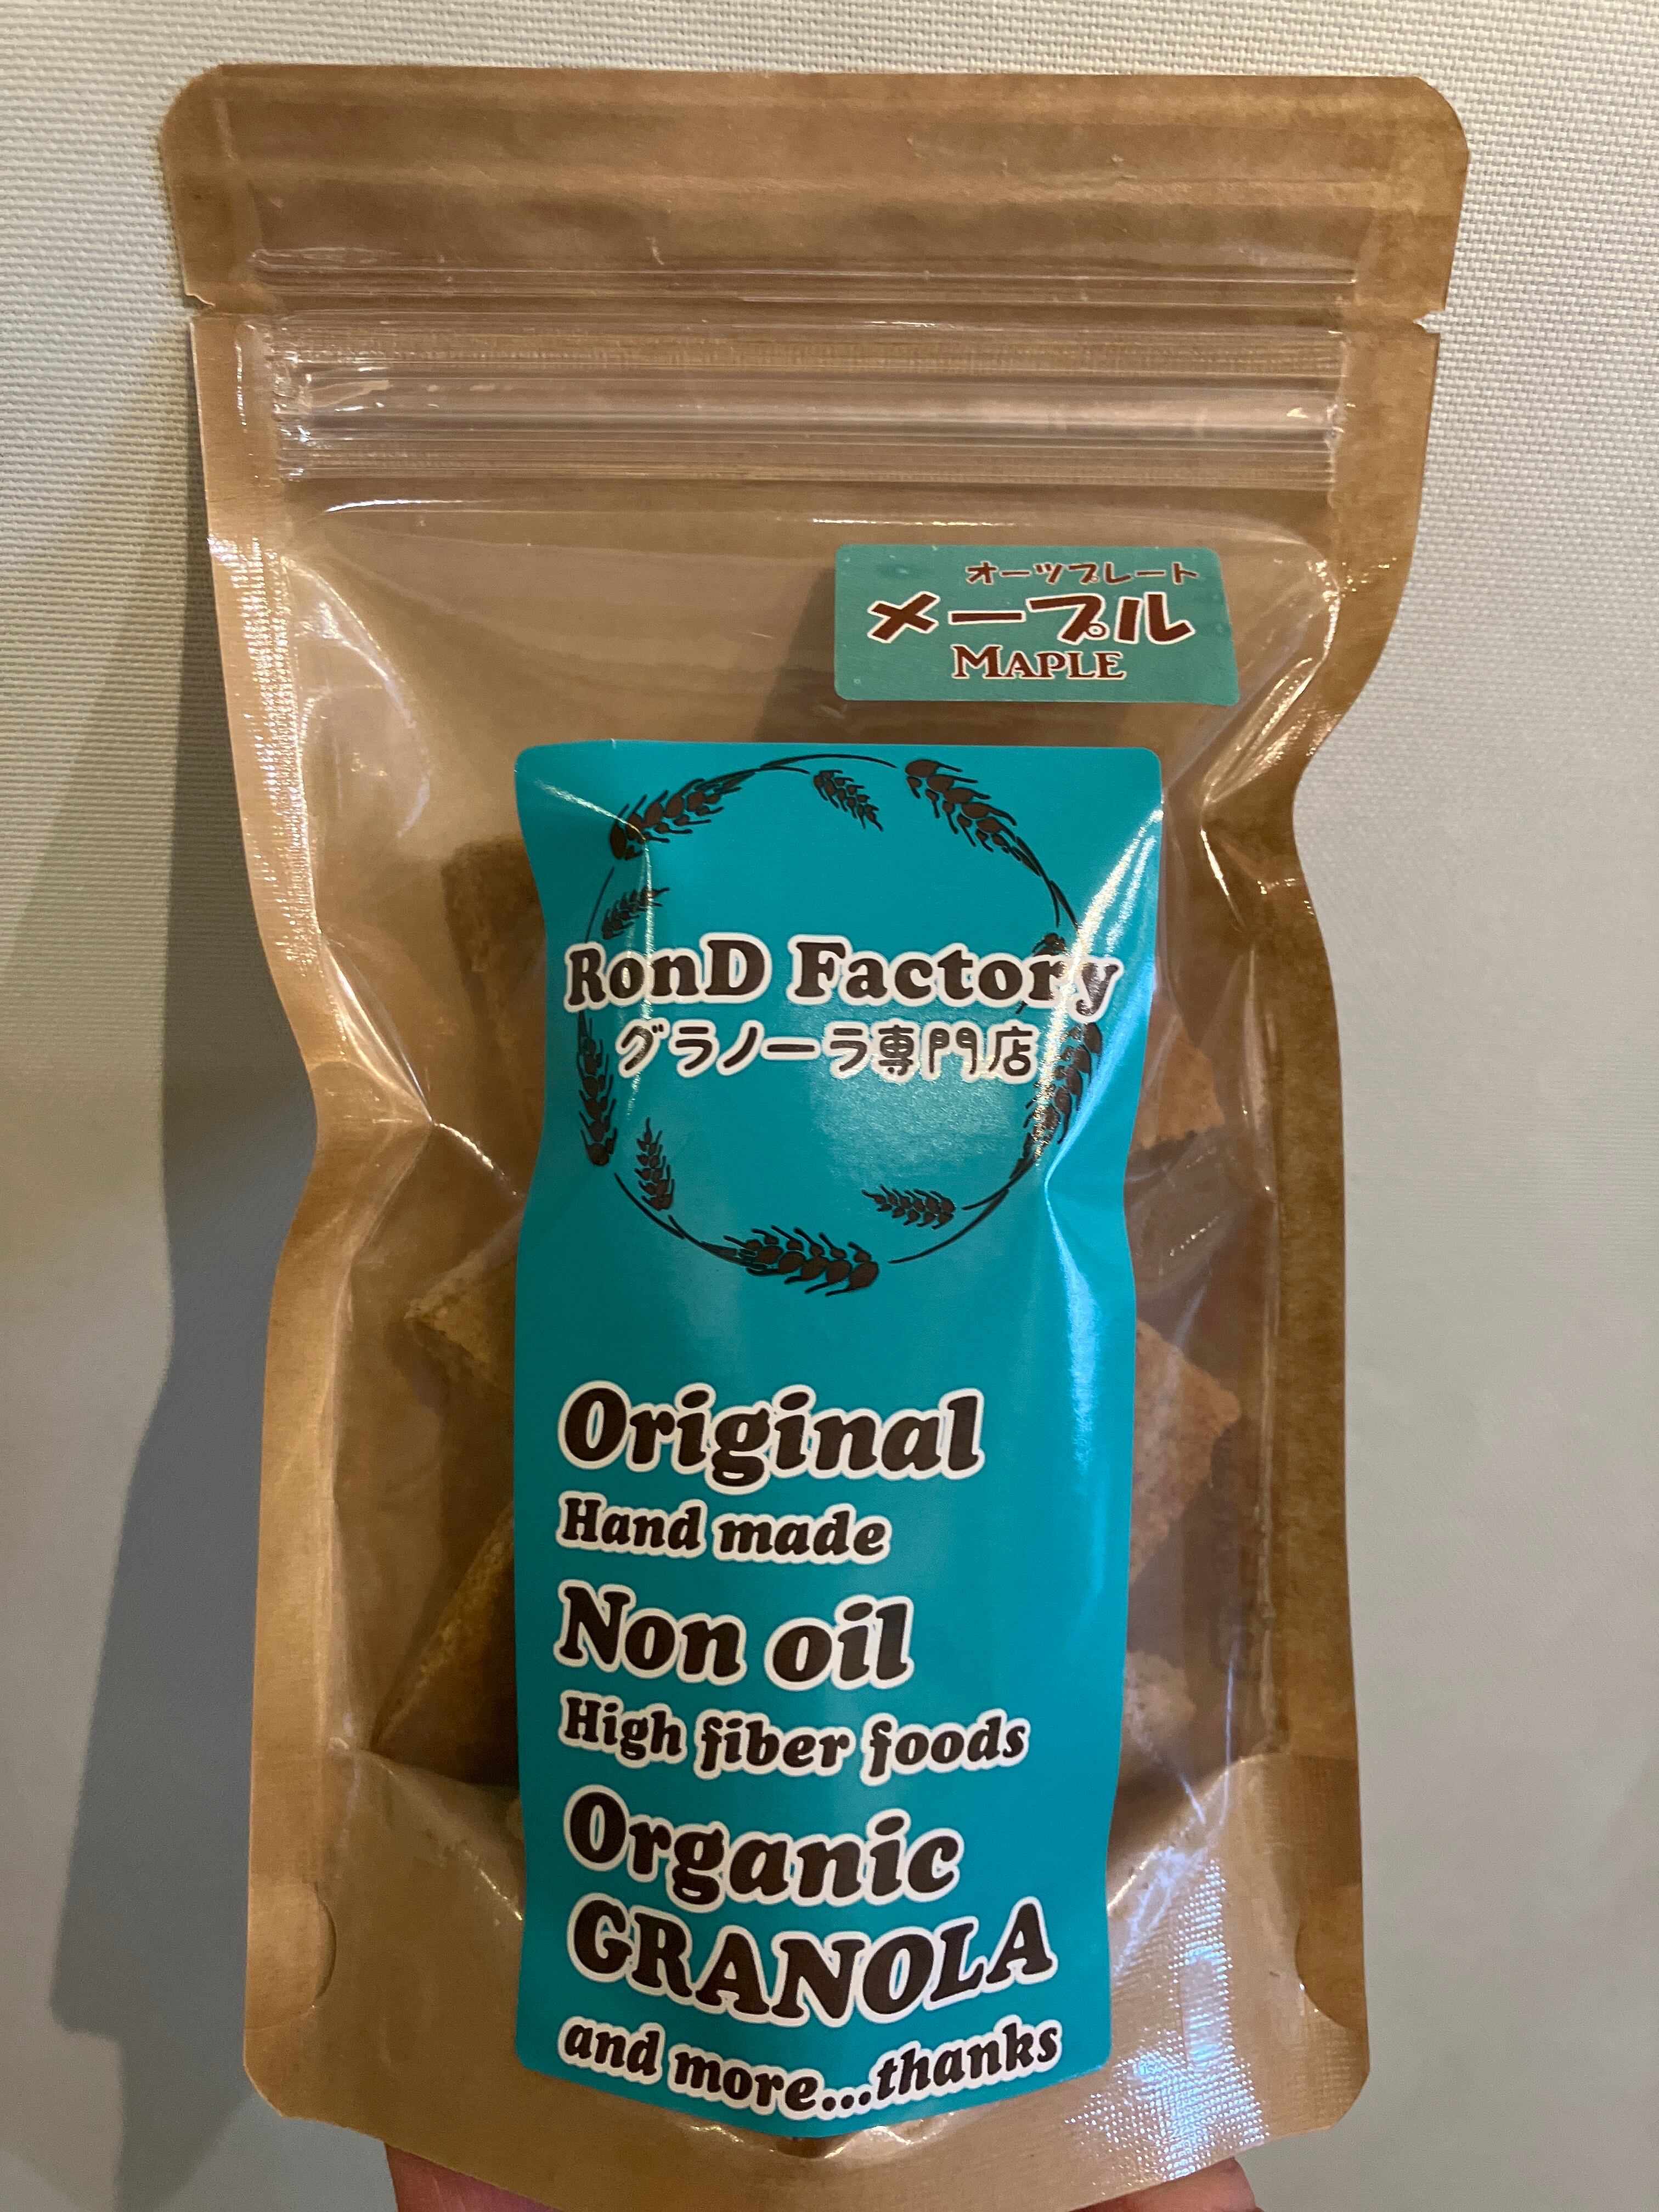 オーツプレート
メープル
MAPLE
RonD Factory
グラノーラ専門店
Original
Hand made
Non oil
High fiber foods
Organic
GRANOLA
and more...thanks